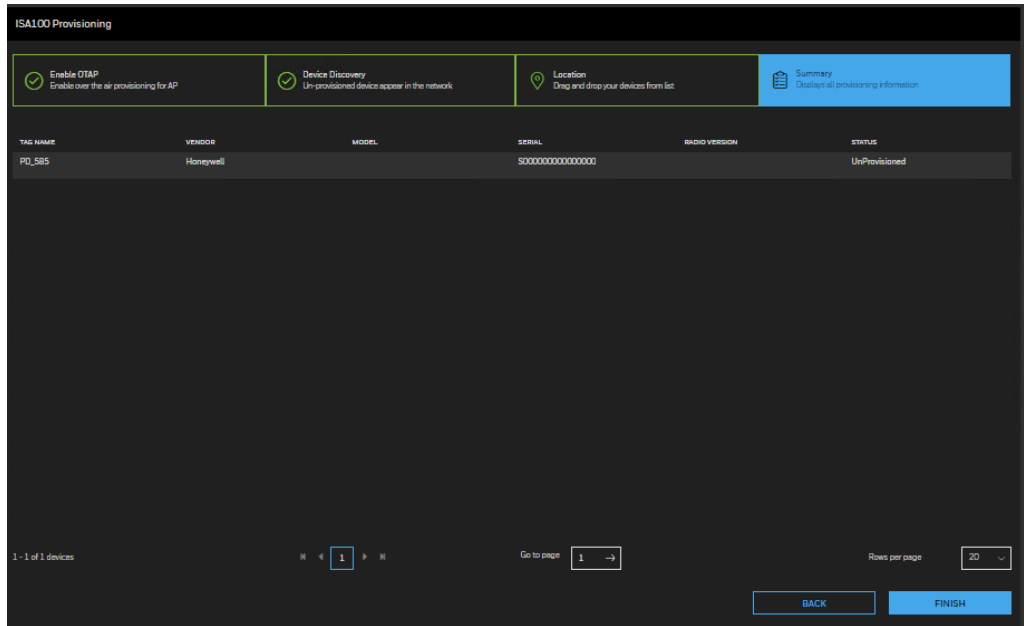 ISA100 Provisioning
Enable OTAP
Enable over the air provisioning for AP
Device Discovery
Un-provisioned device appear in the network
Location
Drag and drop your devices from list
Summary
Displays all provisioning information
TAG NAME VENDOR MODEL SERIAL RADIO VERSION STATUS
PD_585 Honeywell S000000000000000 UnProvisioned
1 - 1 of 1 devices 1 Go to page 1 Rows per page 20
BACK FINISH